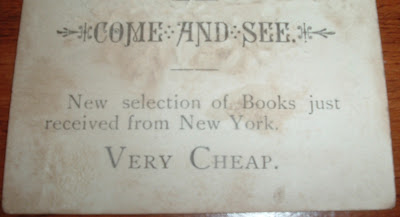 COME AND SEE.
New selection of Books just
received from New York.
VERY CHEAP.